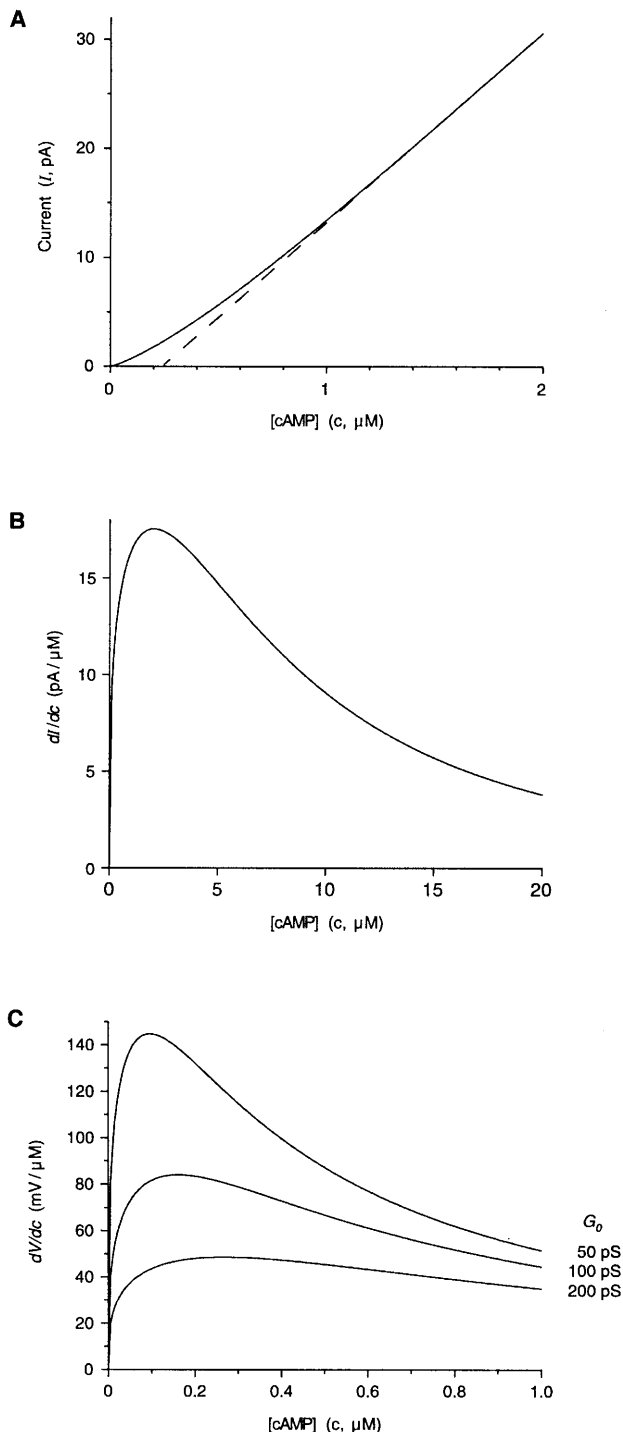 A
30
20
10
0
Current (I, pA)
0
1
2
[cAMP] (c, μM)
B
15
10
5
0
dI/dc (pA / μM)
0
5
10
15
20
[cAMP] (c, μM)
C
140
120
100
80
60
40
20
0
dV/dc (mV / μM)
G₀
50 pS
100 pS
200 pS
0
0.2
0.4
0.6
0.8
1.0
[cAMP] (c, μM)